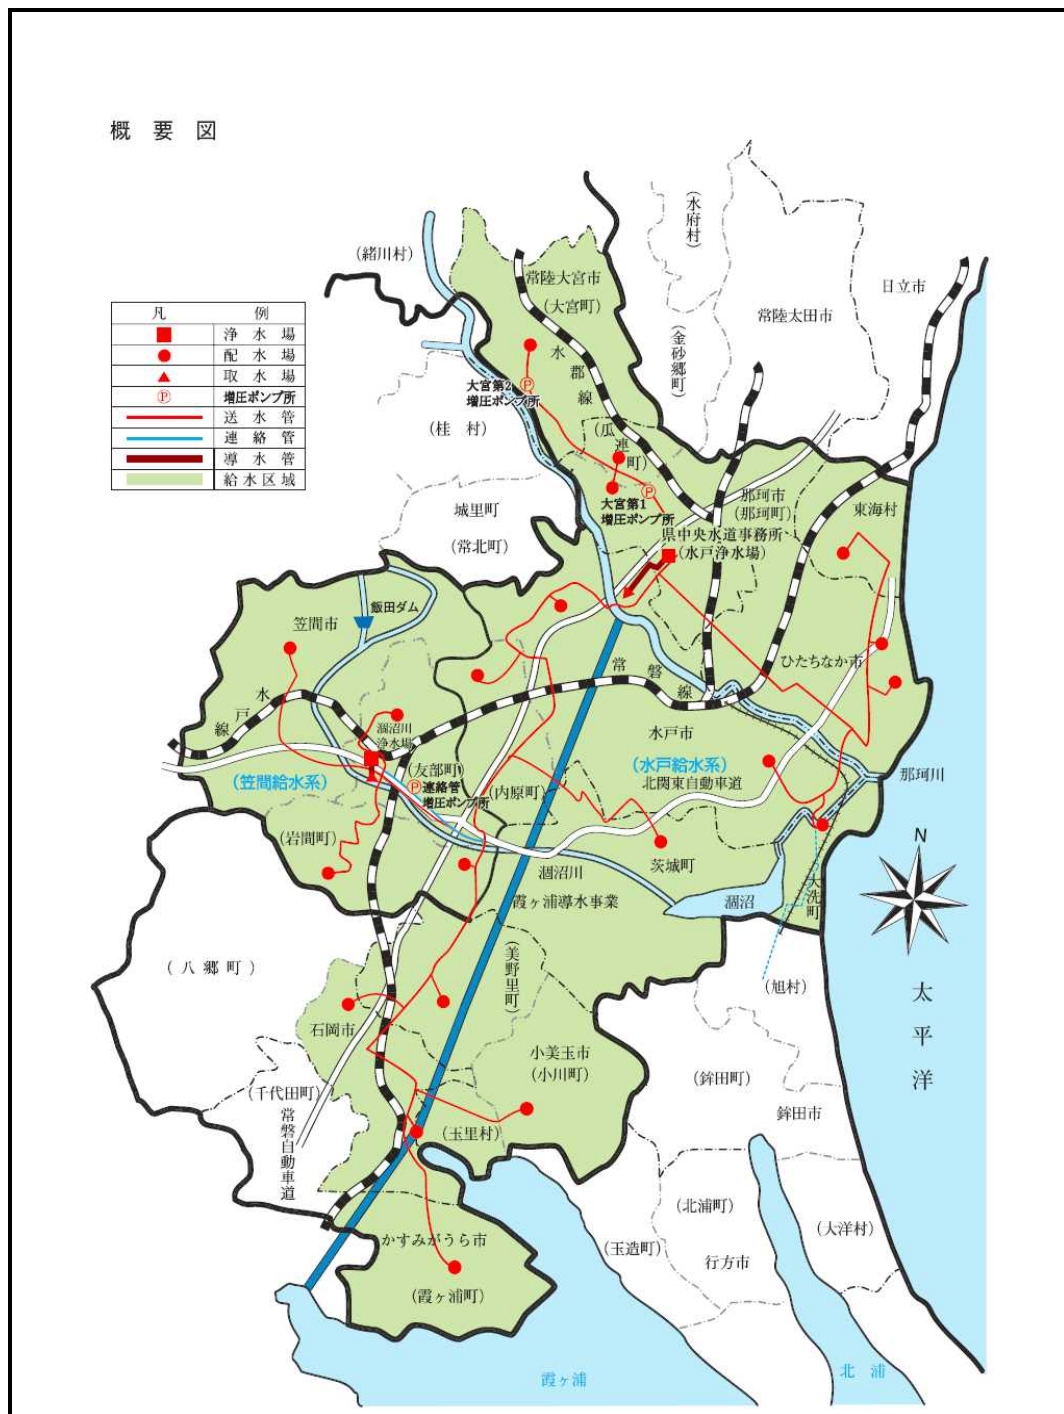 概要図
凡例
浄水場
配水場
取水場
Ⓟ 増圧ポンプ所
送水管
連絡管
導水管
給水区域
(緒川村)
(水府村)
常陸大宮市
(大宮町)
日立市
常陸太田市
(金砂郷町)
水郡線
大宮第2
増圧ポンプ所
Ⓟ
(桂村)
(瓜連町)
Ⓟ
大宮第1
増圧ポンプ所
那珂市
(那珂町)
東海村
城里町
(常北町)
県中央水道事務所
(水戸浄水場)
飯田ダム
笠間市
ひたちなか市
常磐線
水戸線
涸沼川
浄水場
水戸市
(友部町)
(水戸給水系)
北関東自動車道
那珂川
(笠間給水系)
Ⓟ連絡管
増圧ポンプ所
(内原町)
(岩間町)
茨城町
N
涸沼川
涸沼
大洗町
霞ヶ浦導水事業
(八郷町)
(美野里町)
(旭村)
太平洋
石岡市
小美玉市
(小川町)
(鉾田町)
(千代田町)
鉾田市
常磐自動車道
(玉里村)
(北浦町)
(大洋村)
かすみがうら市
(玉造町)
行方市
(霞ヶ浦町)
霞ヶ浦
北浦